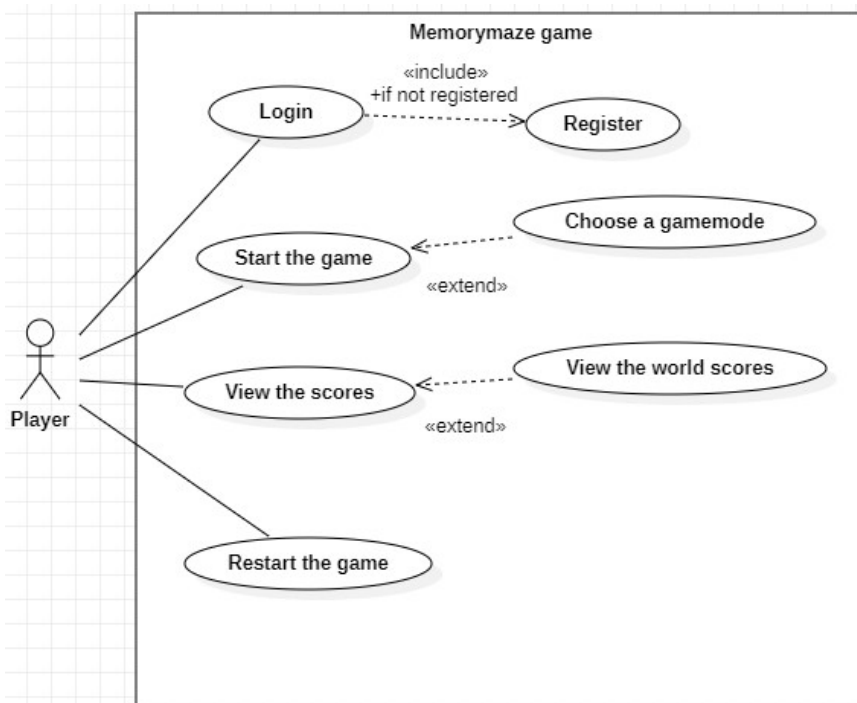 Memorymaze game
«include»
+if not registered
Login
Register
Choose a gamemode
Start the game
«extend»
View the world scores
View the scores
«extend»
Player
Restart the game